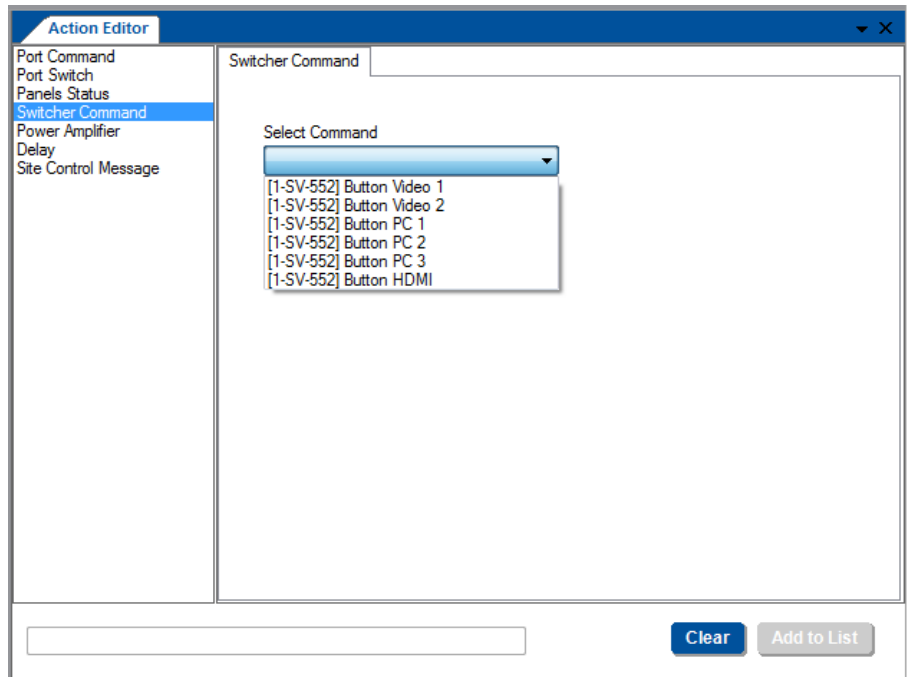 Action Editor
Port Command
Port Switch
Panels Status
Switcher Command
Power Amplifier
Delay
Site Control Message
Switcher Command
Select Command
[1-SV-552] Button Video 1
[1-SV-552] Button Video 2
[1-SV-552] Button PC 1
[1-SV-552] Button PC 2
[1-SV-552] Button PC 3
[1-SV-552] Button HDMI
Clear
Add to List